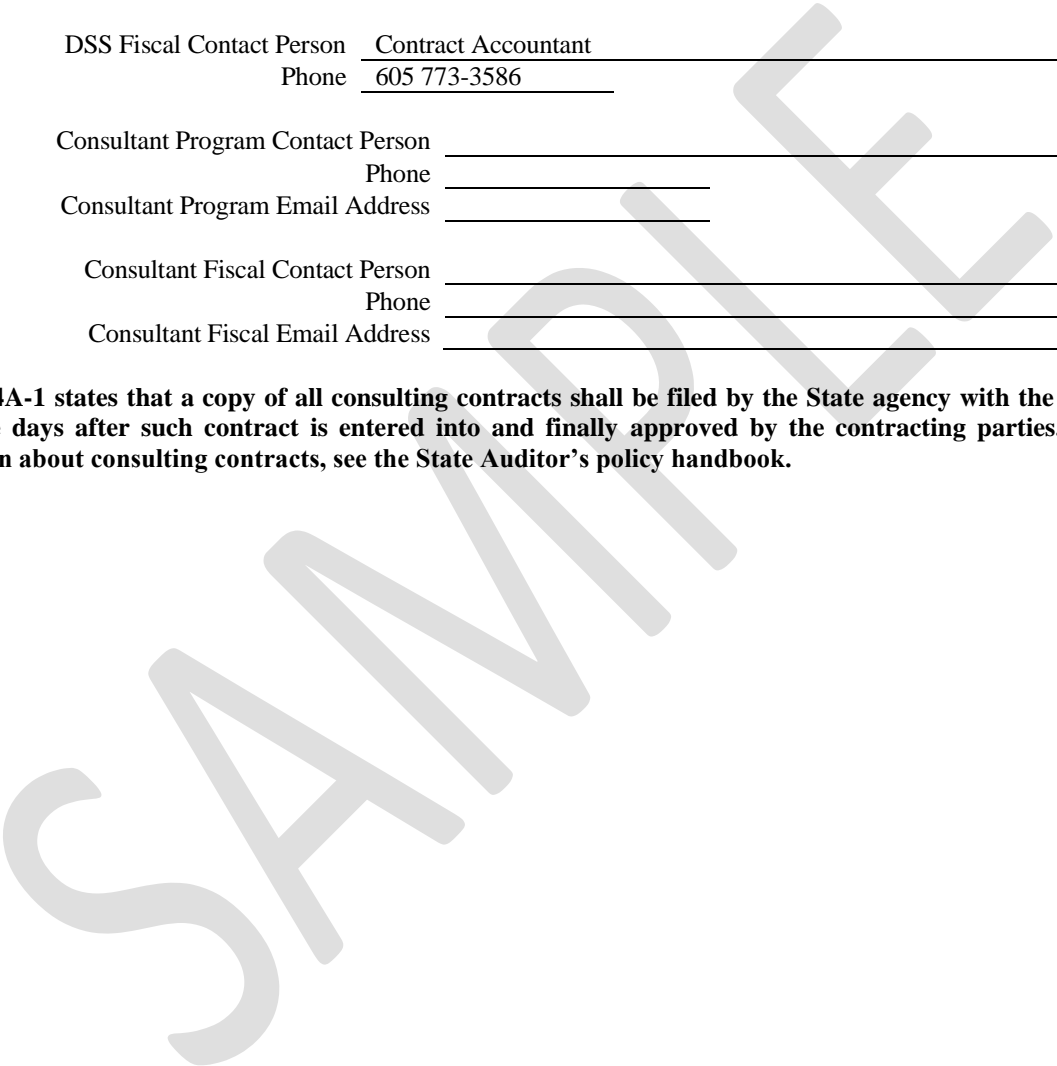 DSS Fiscal Contact Person Contract Accountant
Phone 605 773-3586
Consultant Program Contact Person
Phone
Consultant Program Email Address
Consultant Fiscal Contact Person
Phone
Consultant Fiscal Email Address
4A-1 states that a copy of all consulting contracts shall be filed by the State agency with the
days after such contract is entered into and finally approved by the contracting parties.
n about consulting contracts, see the State Auditor’s policy handbook.
SAMPLE